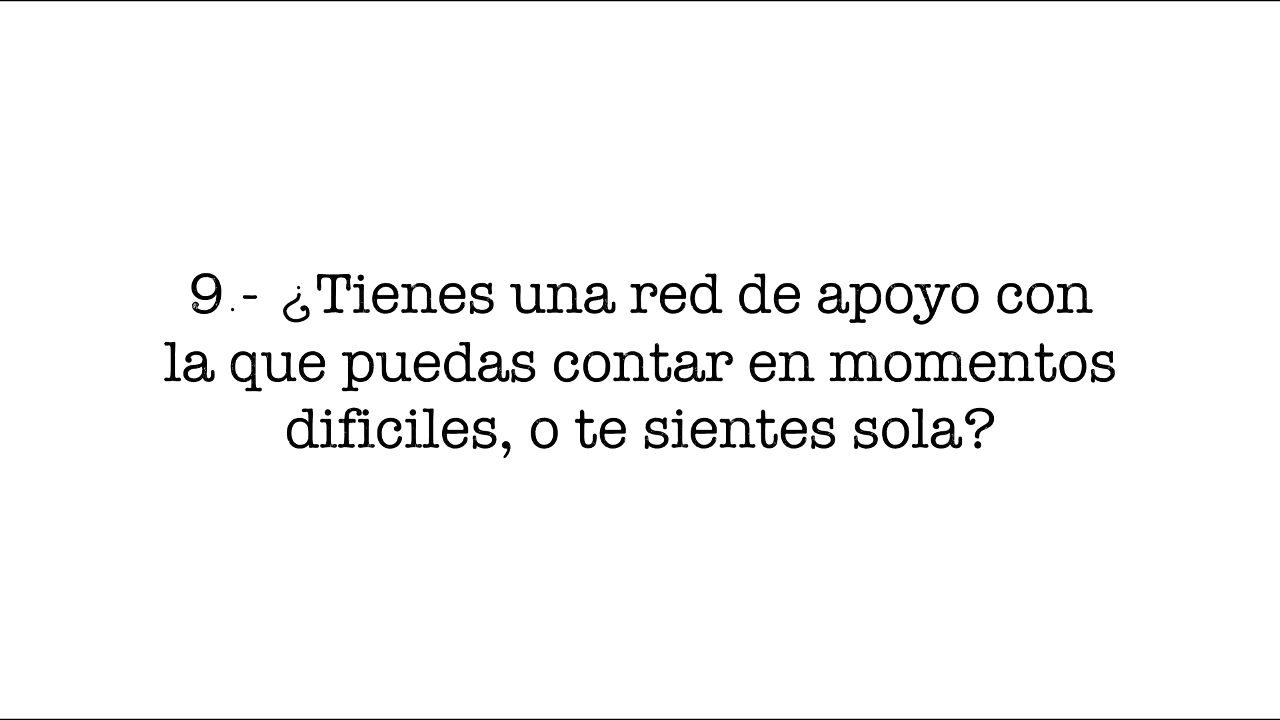 9.- ¿Tienes una red de apoyo con
la que puedas contar en momentos
dificiles, o te sientes sola?